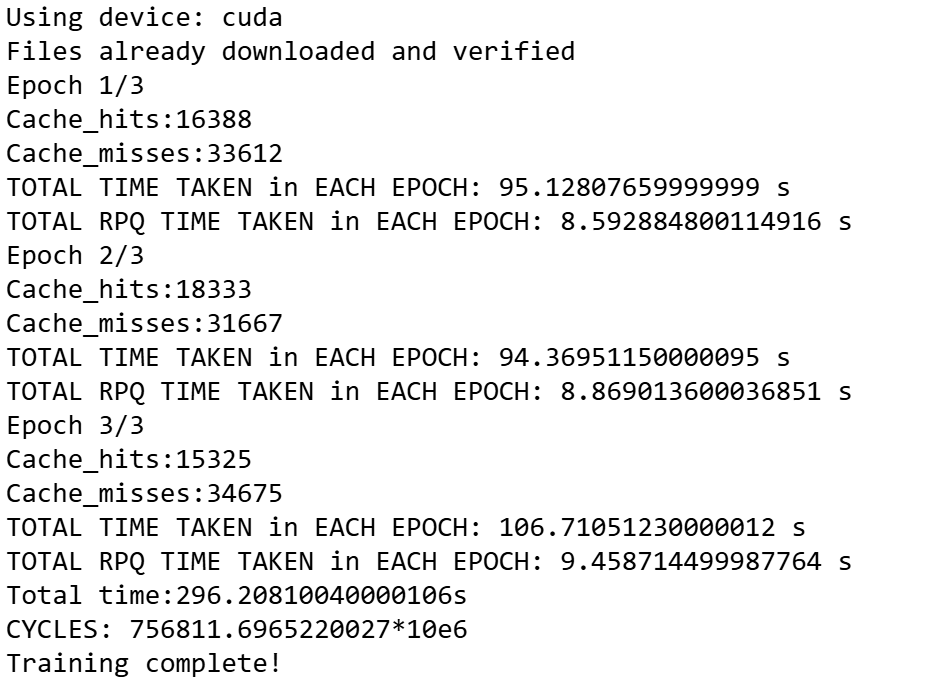 Using device: cuda
Files already downloaded and verified
Epoch 1/3
Cache_hits:16388
Cache_misses:33612
TOTAL TIME TAKEN in EACH EPOCH: 95.12807659999999 s
TOTAL RPQ TIME TAKEN in EACH EPOCH: 8.592884800114916 s
Epoch 2/3
Cache_hits:18333
Cache_misses:31667
TOTAL TIME TAKEN in EACH EPOCH: 94.36951150000095 s
TOTAL RPQ TIME TAKEN in EACH EPOCH: 8.869013600036851 s
Epoch 3/3
Cache_hits:15325
Cache_misses:34675
TOTAL TIME TAKEN in EACH EPOCH: 106.71051230000012 s
TOTAL RPQ TIME TAKEN in EACH EPOCH: 9.458714499987764 s
Total time:296.20810040000106s
CYCLES: 756811.6965220027*10e6
Training complete!